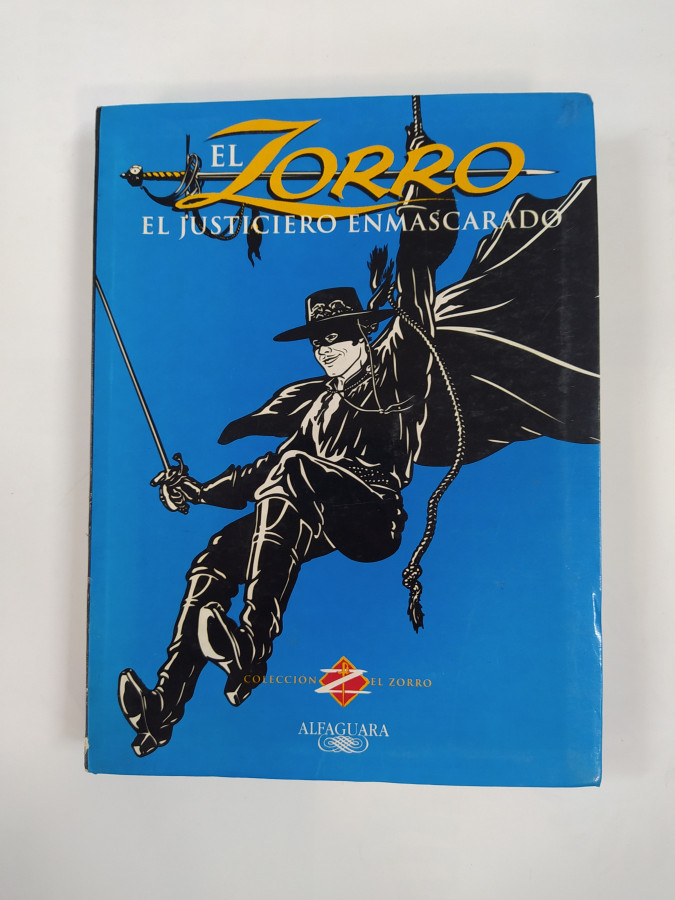 EL ZORRO
EL JUSTICIERO ENMASCARADO
COLECCIÓN Z EL ZORRO
ALFAGUARA